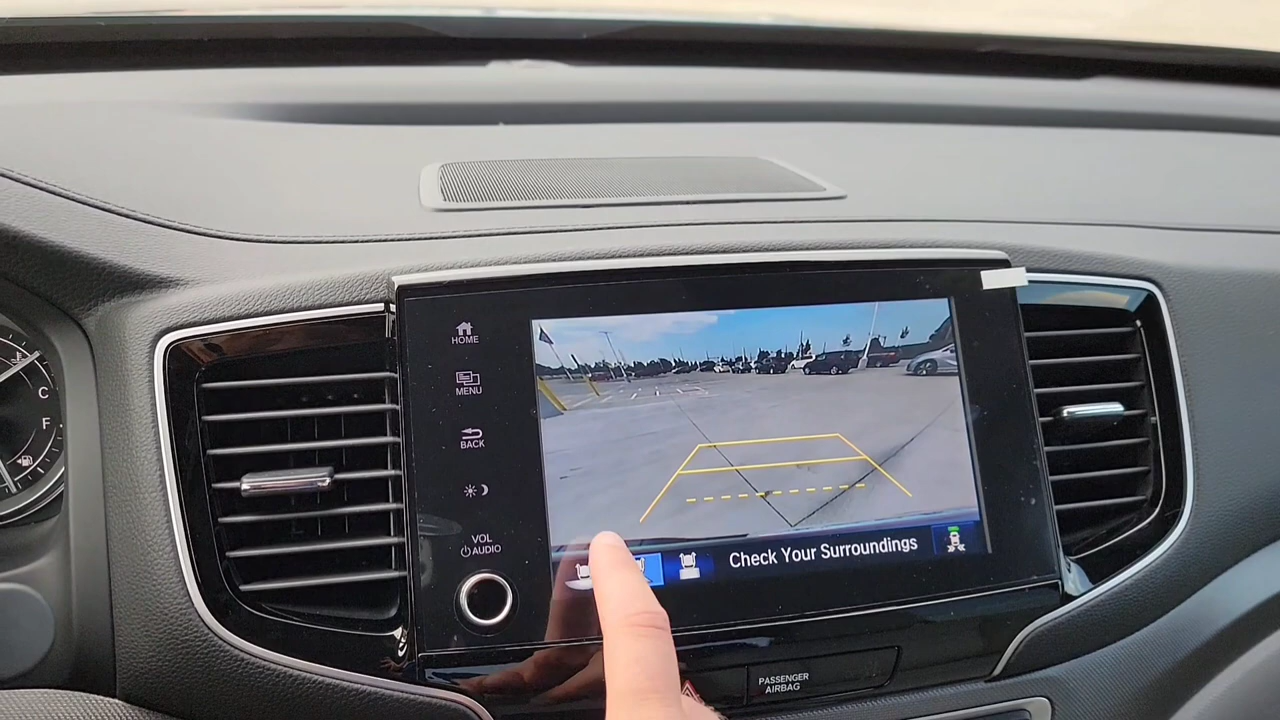 HOME
MENU
BACK
VOL
AUDIO
Check Your Surroundings
PASSENGER
AIRBAG
C
F
E